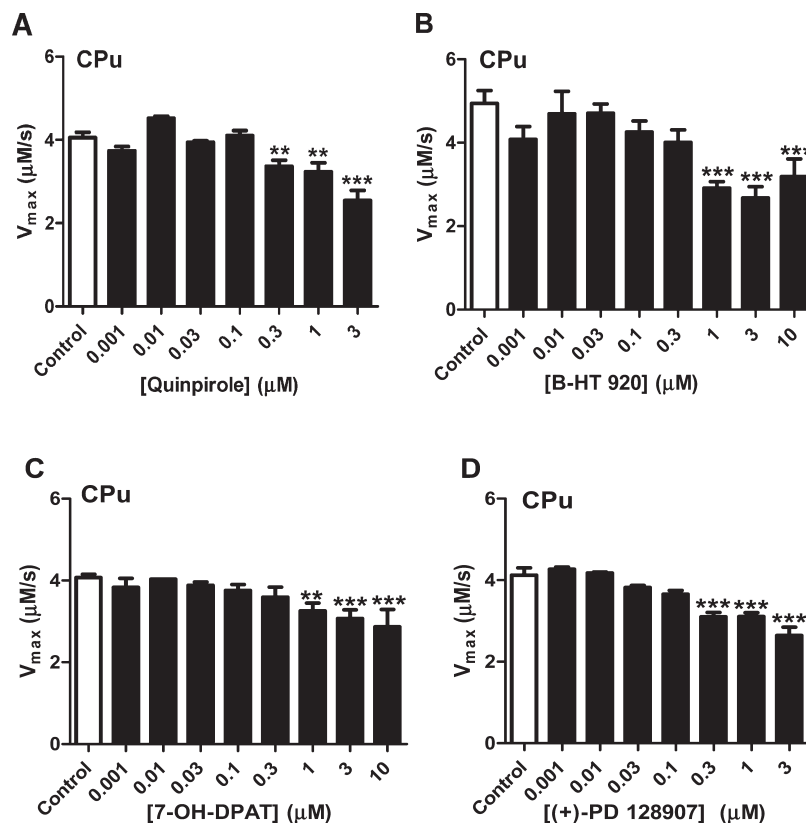 A
CPu
6
4
2
0
Vmax (μM/s)
**
**
***
Control
0.001
0.01
0.03
0.1
0.3
1
3
[Quinpirole] (μM)
B
CPu
6
4
2
0
Vmax (μM/s)
***
***
***
Control
0.001
0.01
0.03
0.1
0.3
1
3
10
[B-HT 920] (μM)
C
CPu
6
4
2
0
Vmax (μM/s)
**
***
***
Control
0.001
0.01
0.03
0.1
0.3
1
3
10
[7-OH-DPAT] (μM)
D
CPu
6
4
2
0
Vmax (μM/s)
***
***
***
Control
0.001
0.01
0.03
0.1
0.3
1
3
[(+)-PD 128907] (μM)